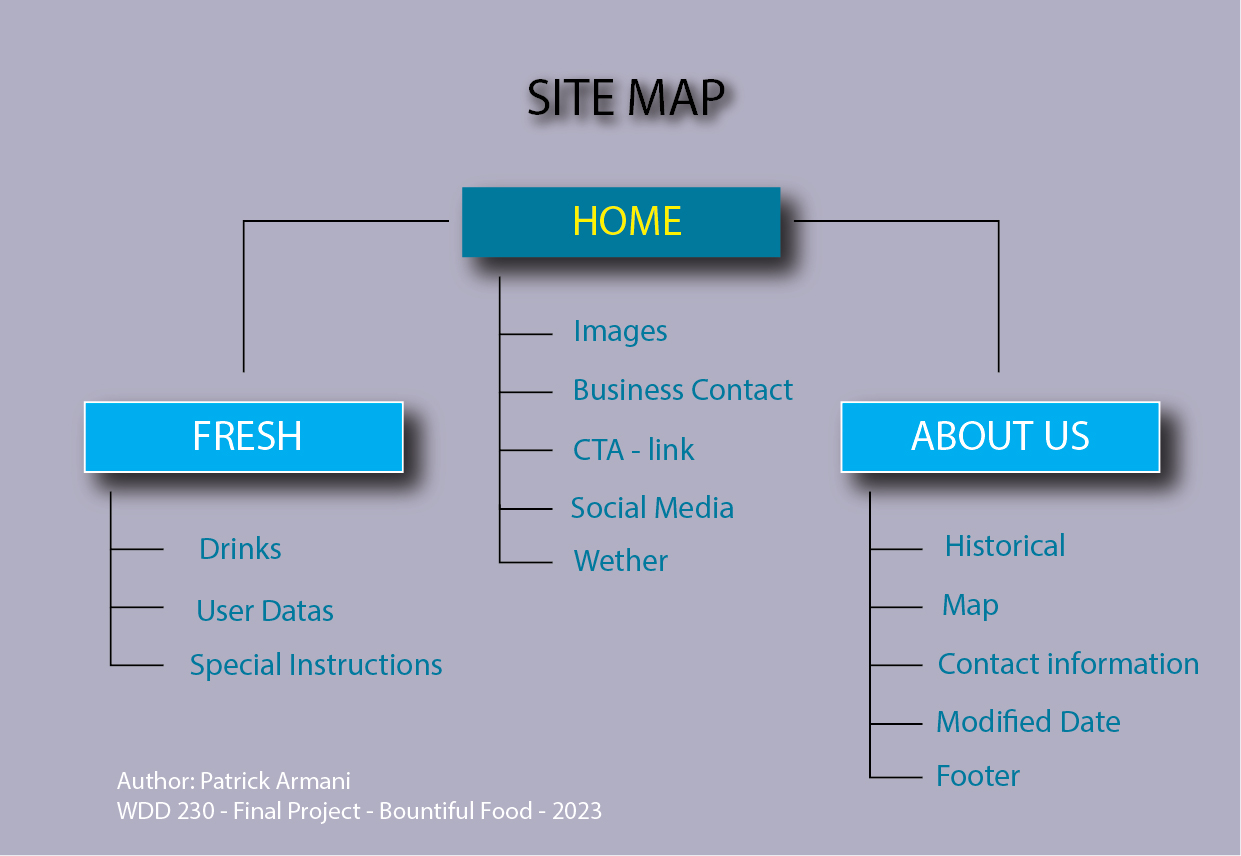 SITE MAP
HOME
Images
Business Contact
CTA - link
Social Media
Wether
FRESH
Drinks
User Datas
Special Instructions
ABOUT US
Historical
Map
Contact information
Modified Date
Footer
Author: Patrick Armani
WDD 230 - Final Project - Bountiful Food - 2023